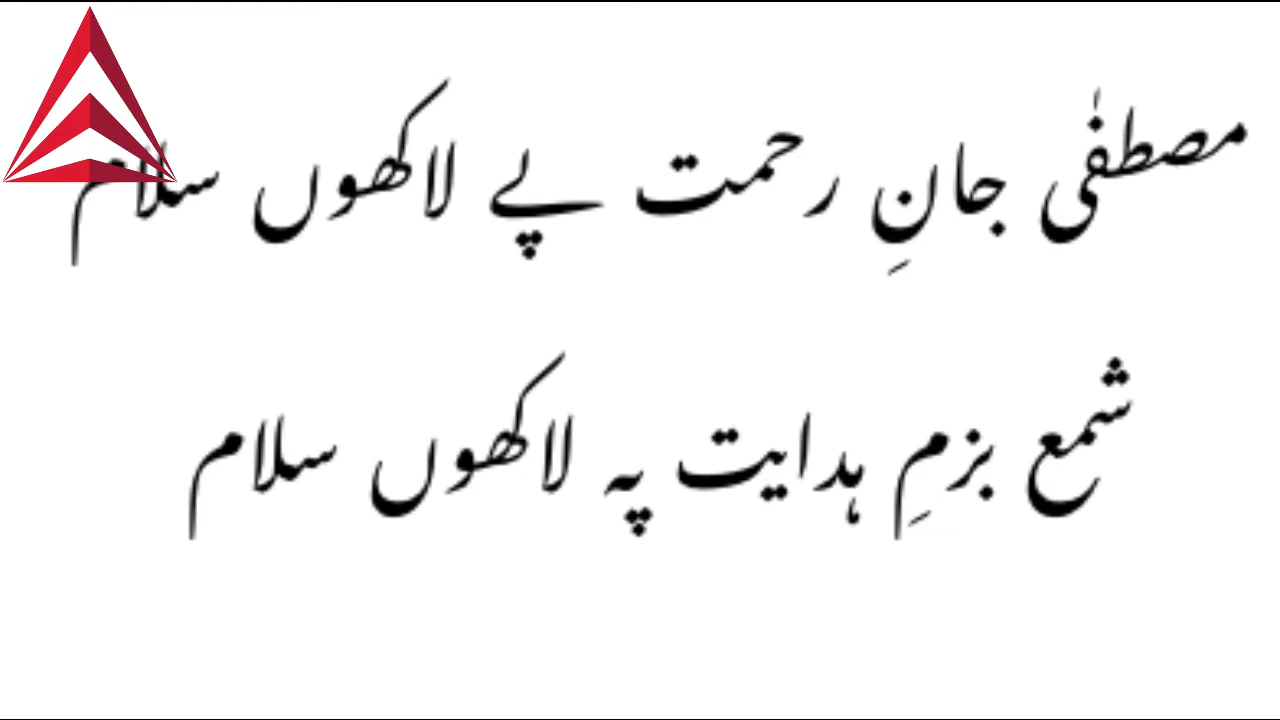 مصطفٰی جانِ رحمت پے لاکھوں سلام
شمع بزمِ ہدایت پہ لاکھوں سلام